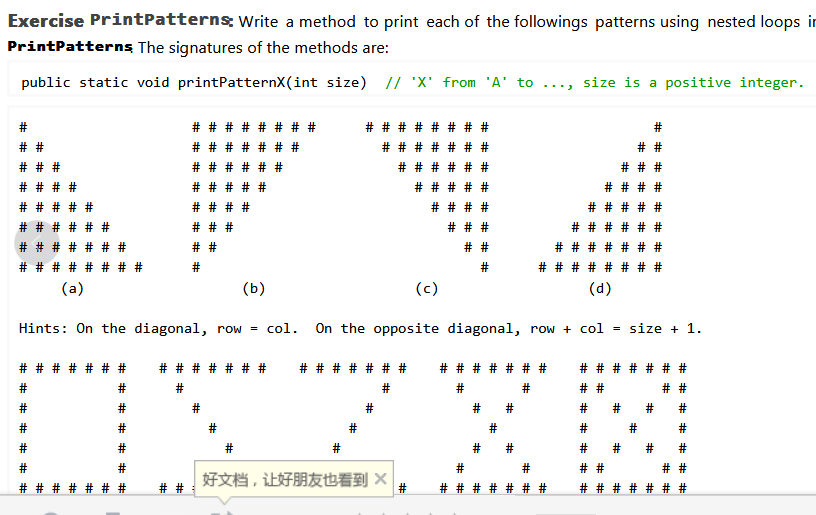 Exercise PrintPatterns: Write a method to print each of the followings patterns using nested loops in
PrintPatterns. The signatures of the methods are:
public static void printPatternX(int size)  // 'X' from 'A' to ..., size is a positive integer.
#                    # # # # # # # #      # # # # # # # #                    #
# #                  # # # # # # #          # # # # # # #                  # #
# # #                # # # # # #              # # # # # #                # # #
# # # #              # # # # #                  # # # # #              # # # #
# # # # #            # # # #                      # # # #            # # # # #
# # # # # #          # # #                          # # #          # # # # # #
# # # # # # #        # #                              # #        # # # # # # #
# # # # # # # #      #                                  #      # # # # # # # #
     (a)                   (b)                  (c)                  (d)
Hints: On the diagonal, row = col.  On the opposite diagonal, row + col = size + 1.
# # # # # # #    # # # # # # #    # # # # # # #    # # # # # # #    # # # # # # #
#           #      #                        #        #       #      # #       # #
#           #        #                    #            #   #        #   #   #   #
#           #          #                #                #          #     #     #
#           #            #            #                #   #        #   #   #   #
#           #                                        #       #      # #       # #
# # # # # # #    # #                          #    # # # # # # #    # # # # # # #
好文档，让好朋友也看到